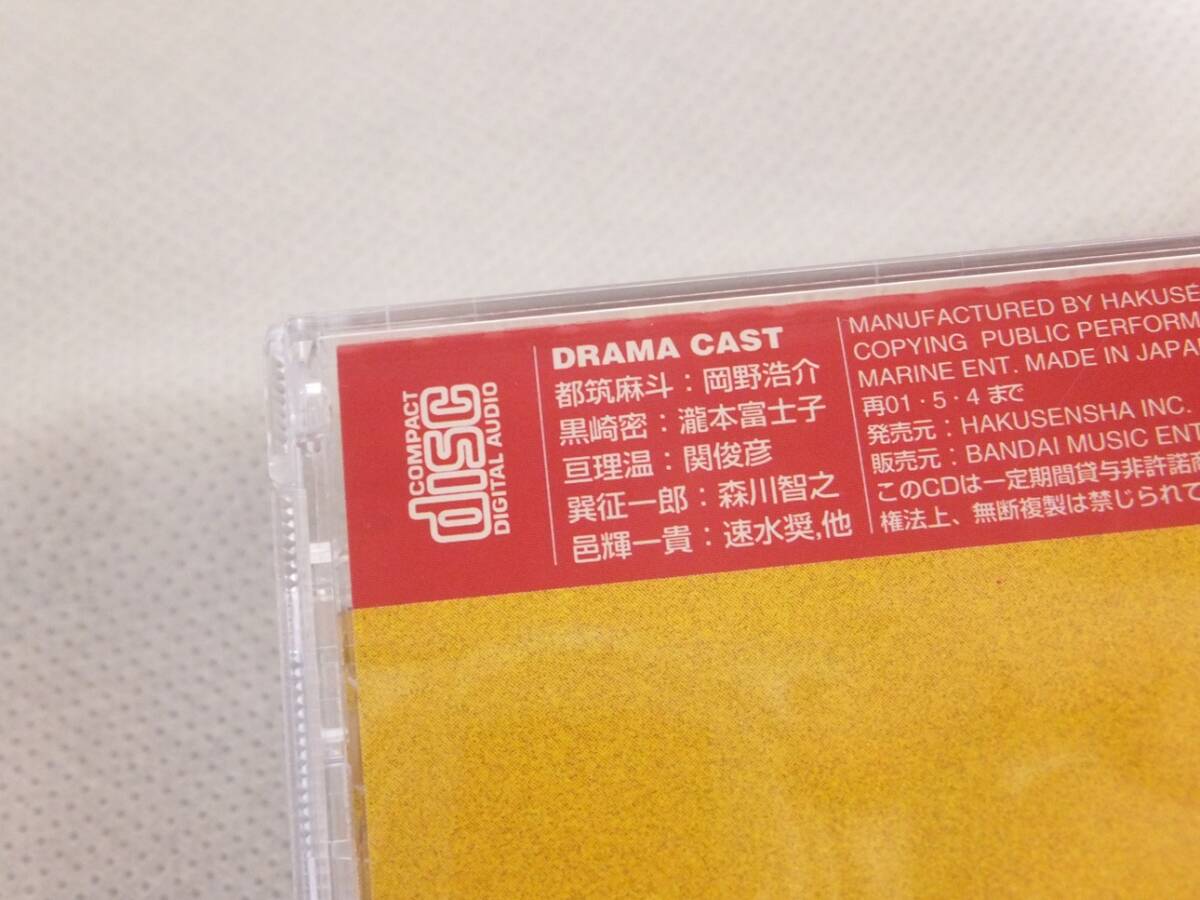 COMPACT
disc
DIGITAL AUDIO
DRAMA CAST
都筑麻斗：岡野浩介
黒崎密：瀧本富士子
亘理温：関俊彦
巽征一郎：森川智之
邑輝一貴：速水奨,他
MANUFACTURED BY HAKUSE
COPYING PUBLIC PERFORM
MARINE ENT. MADE IN JAPAN
再01・5・4 まで
発売元：HAKUSENSHA INC.
販売元：BANDAI MUSIC ENT
このCDは一定期間貸与非許諾
権法上、無断複製は禁じられて